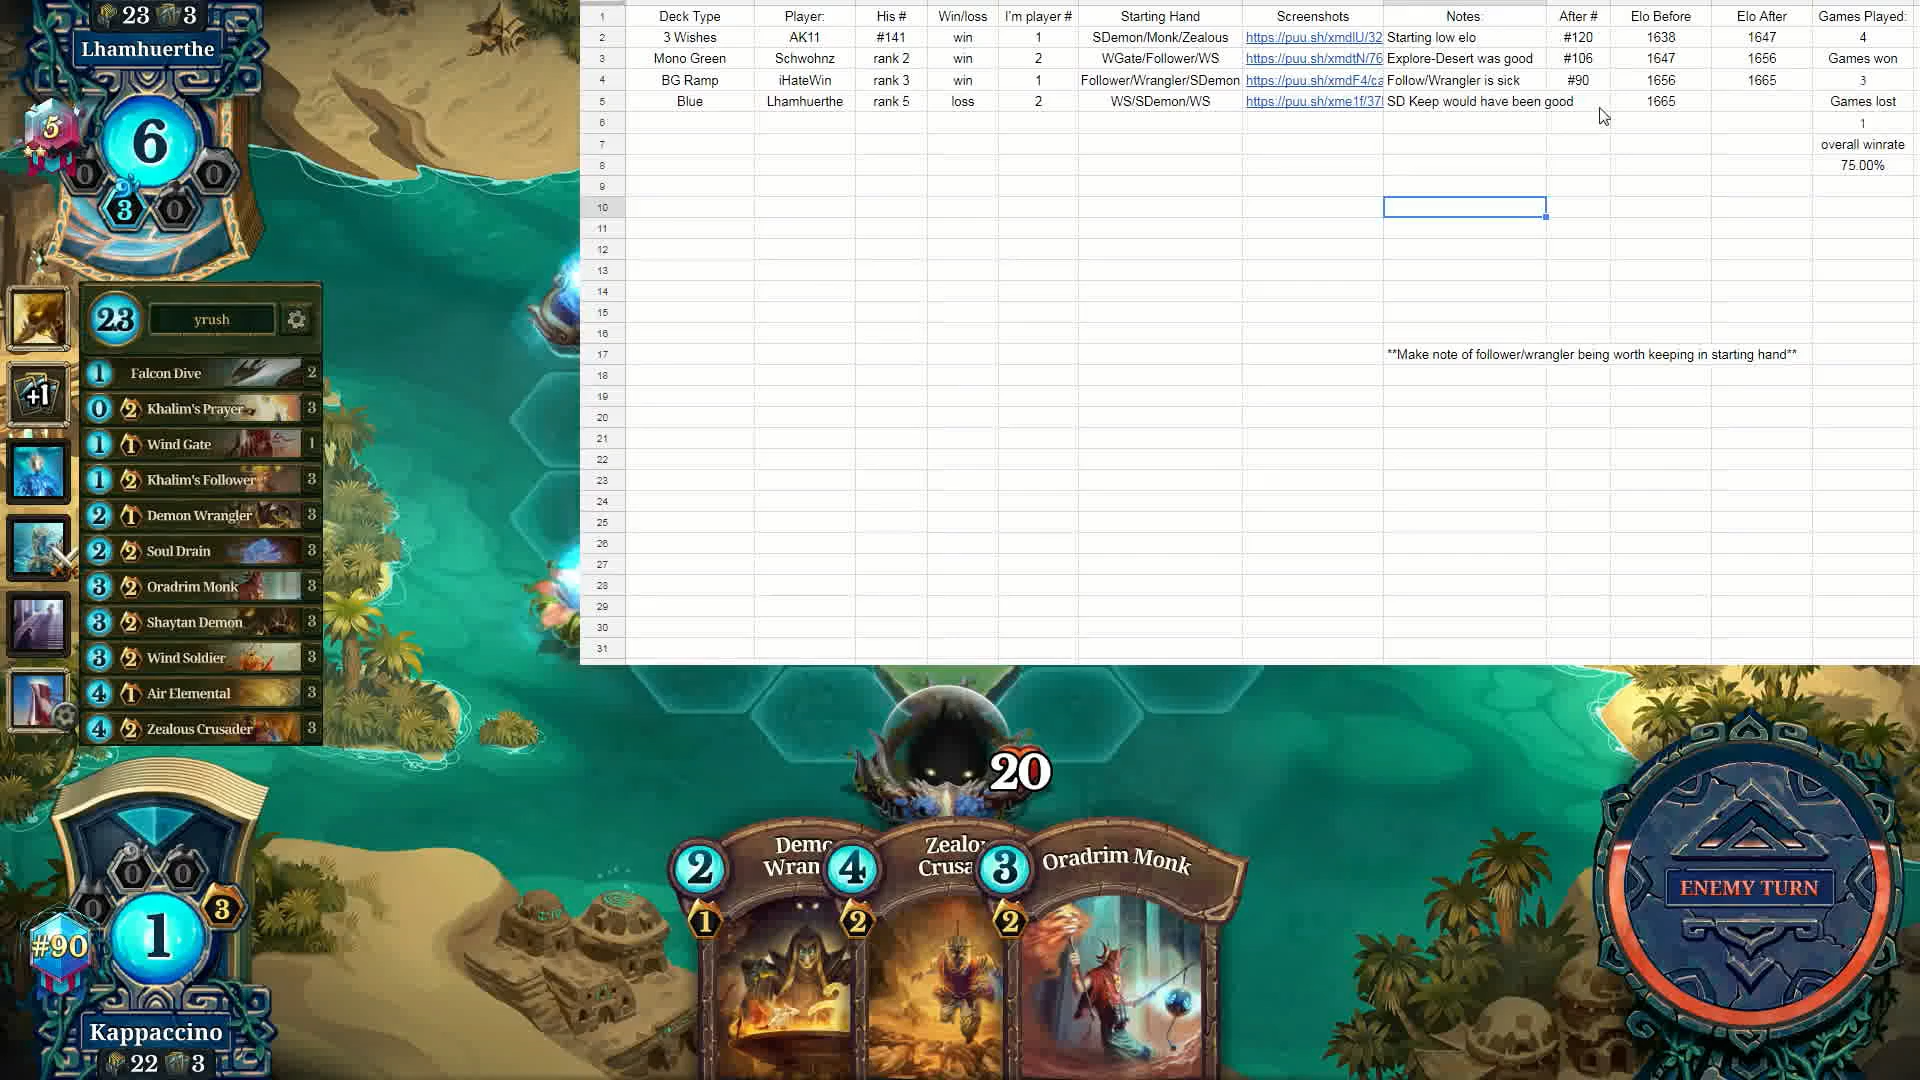 23 3
Lhamhuerthe
5
6
0 0
3 0
+1
23 yrush
1 Falcon Dive 2
0 2 Khalim's Prayer 3
1 1 Wind Gate 1
1 2 Khalim's Follower 3
2 1 Demon Wrangler 3
2 2 Soul Drain 3
3 2 Oradrim Monk 3
3 2 Shaytan Demon 3
3 2 Wind Soldier 3
4 1 Air Elemental 3
4 2 Zealous Crusader 3
1 Deck Type Player: His # Win/loss I'm player # Starting Hand Screenshots Notes: After # Elo Before Elo After Games Played:
2 3 Wishes AK11 #141 win 1 SDemon/Monk/Zealous https://puu.sh/xmdIU/32 Starting low elo #120 1638 1647 4
3 Mono Green Schwohnz rank 2 win 2 WGate/Follower/WS https://puu.sh/xmdtN/76 Explore-Desert was good #106 1647 1656 Games won
4 BG Ramp iHateWin rank 3 win 1 Follower/Wrangler/SDemon https://puu.sh/xmdF4/ca Follow/Wrangler is sick #90 1656 1665 3
5 Blue Lhamhuerthe rank 5 loss 2 WS/SDemon/WS https://puu.sh/xme1f/37 SD Keep would have been good 1665 Games lost
6 1
7 overall winrate
8 75.00%
9
10
11
12
13
14
15
16
17 **Make note of follower/wrangler being worth keeping in starting hand**
18
19
20
21
22
23
24
25
26
27
28
29
30
31
20
2 Demo 4 Zealo 3 Oradrim Monk
Wran Crusa
1 2 2
ENEMY TURN
0 0
0 3
#90 1
Kappaccino
22 3